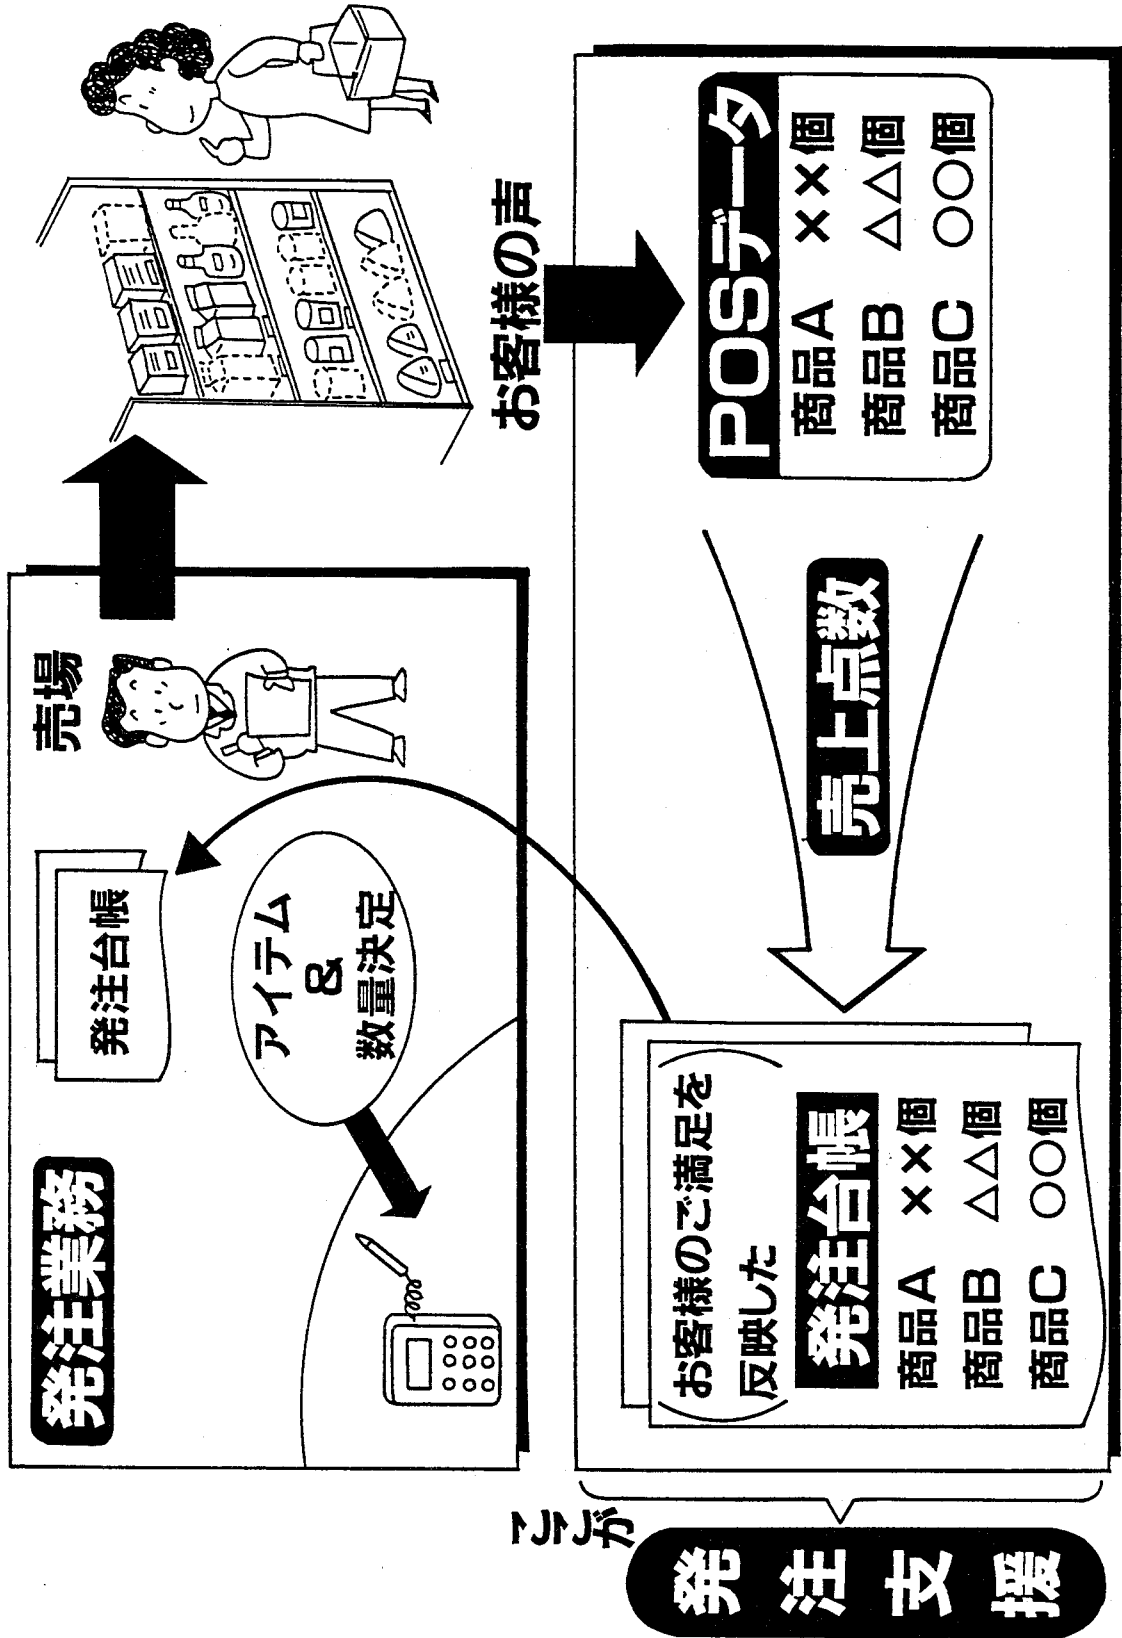 発注業務
発注台帳
売場
アイテム
&
数量決定
お客様の声
ここが
発注支援
お客様のご満足を
反映した
発注台帳
商品A ××個
商品B △△個
商品C ○○個
売上点数
POSデータ
商品A ××個
商品B △△個
商品C ○○個